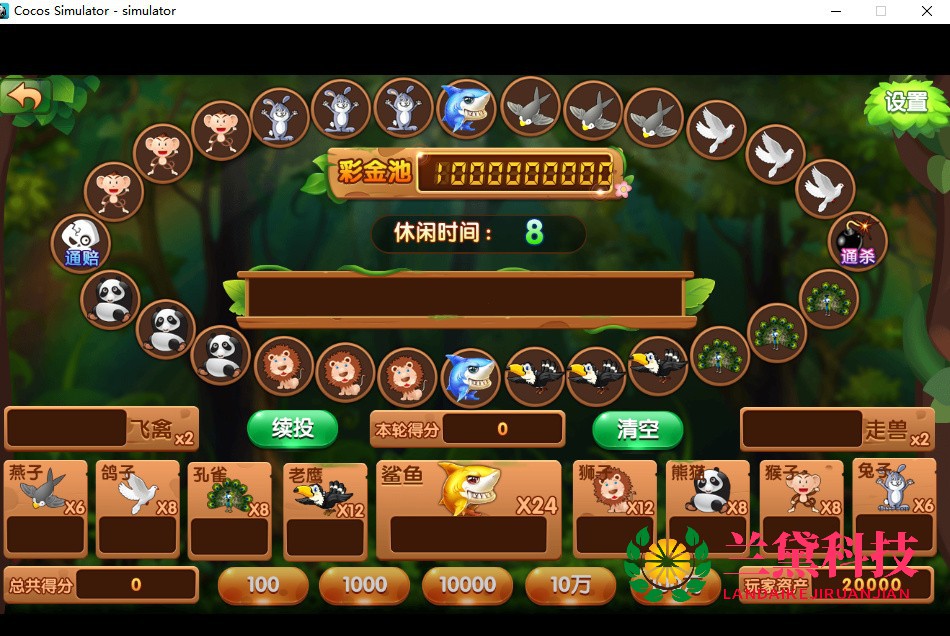 Cocos Simulator - simulator
设置
彩金池 1000000000
休闲时间： 8
通赔
通杀
飞禽 x2
续投
本轮得分 0
清空
走兽 x2
燕子 X6
鸽子 X8
孔雀 X8
老鹰 X12
鲨鱼 X24
狮子 X12
熊猫 X8
猴子 X8
兔子 X6
兰黛科技
LANDAIKEJIRUANJIAN
总共得分 0
100
1000
10000
10万
玩家资产 20000